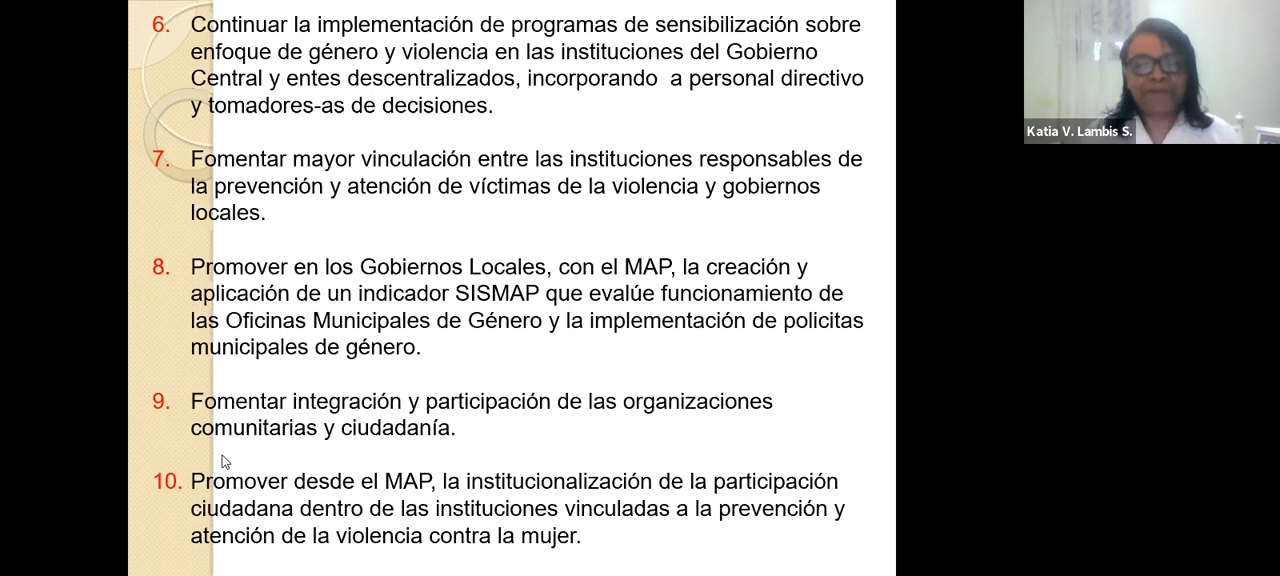 6. Continuar la implementación de programas de sensibilización sobre
enfoque de género y violencia en las instituciones del Gobierno
Central y entes descentralizados, incorporando a personal directivo
y tomadores-as de decisiones.
7. Fomentar mayor vinculación entre las instituciones responsables de
la prevención y atención de víctimas de la violencia y gobiernos
locales.
8. Promover en los Gobiernos Locales, con el MAP, la creación y
aplicación de un indicador SISMAP que evalúe funcionamiento de
las Oficinas Municipales de Género y la implementación de policitas
municipales de género.
9. Fomentar integración y participación de las organizaciones
comunitarias y ciudadanía.
10. Promover desde el MAP, la institucionalización de la participación
ciudadana dentro de las instituciones vinculadas a la prevención y
atención de la violencia contra la mujer.
Katia V. Lambis S.